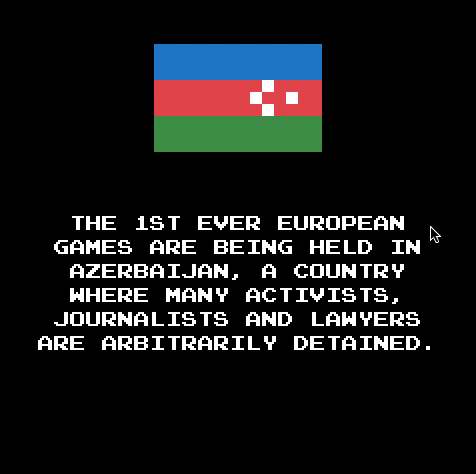 THE 1ST EVER EUROPEAN
GAMES ARE BEING HELD IN
AZERBAIJAN, A COUNTRY
WHERE MANY ACTIVISTS,
JOURNALISTS AND LAWYERS
ARE ARBITRARILY DETAINED.